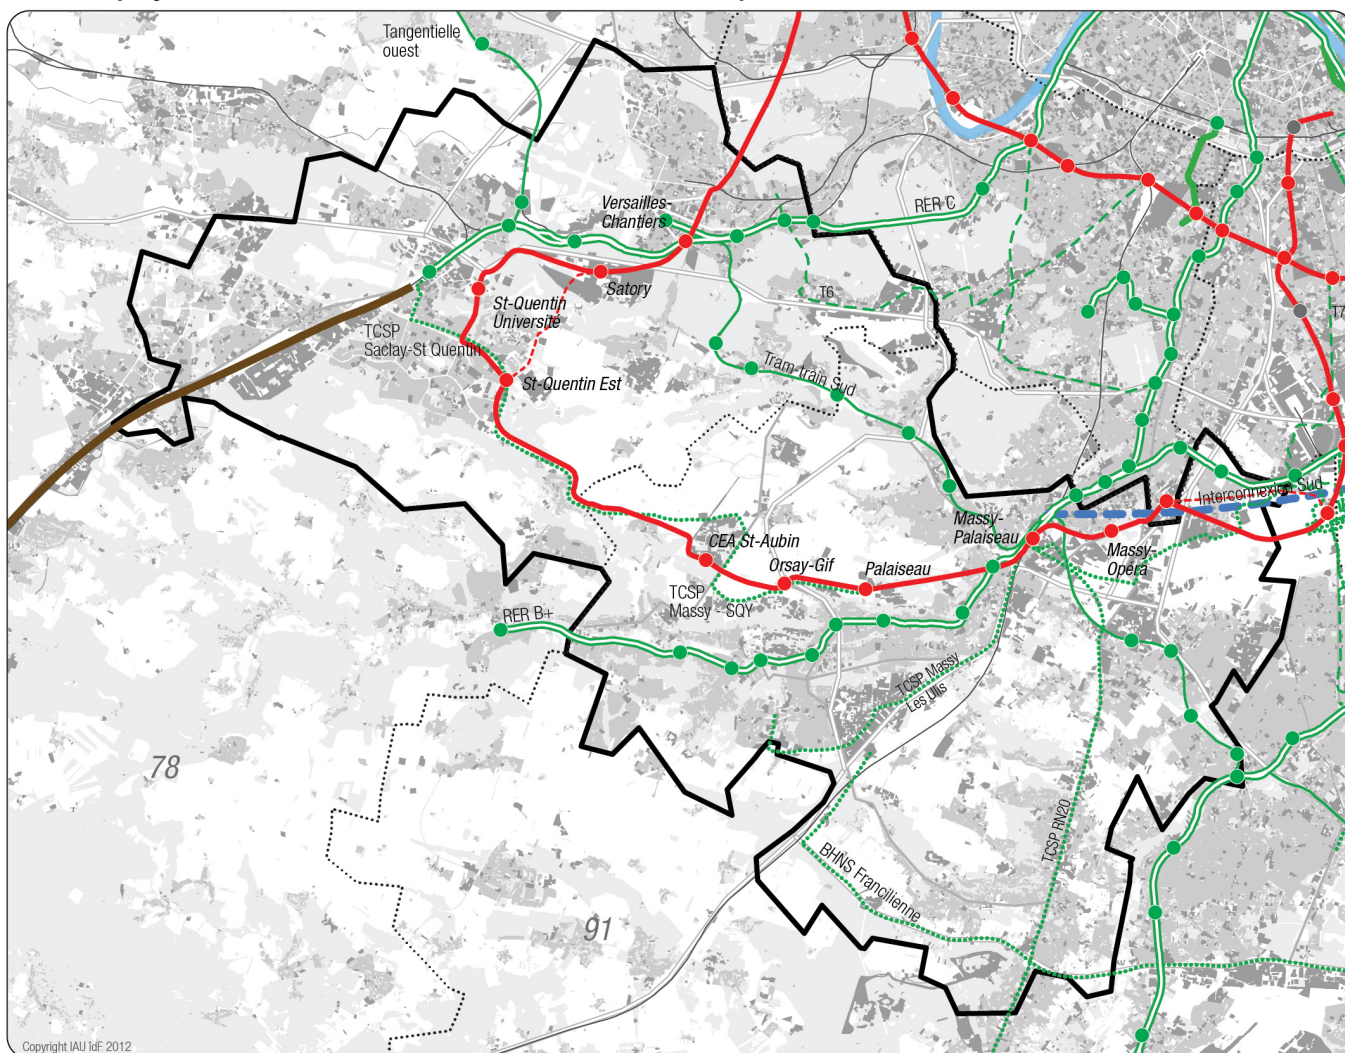 Tangentielle
ouest
Versailles-
Chantiers
RER C
Satory
T6
T7
St-Quentin
Université
TCSP
Saclay-St Quentin
St-Quentin Est
Tram-train Sud
Interconnexion Sud
Massy-
Palaiseau
Massy-
Opéra
CEA St-Aubin
Orsay-Gif
Palaiseau
TCSP
Massy - SQY
RER B+
TCSP Massy
Les Ulis
78
TCSP RN20
BHNS Francilienne
91
Copyright IAU îdF 2012